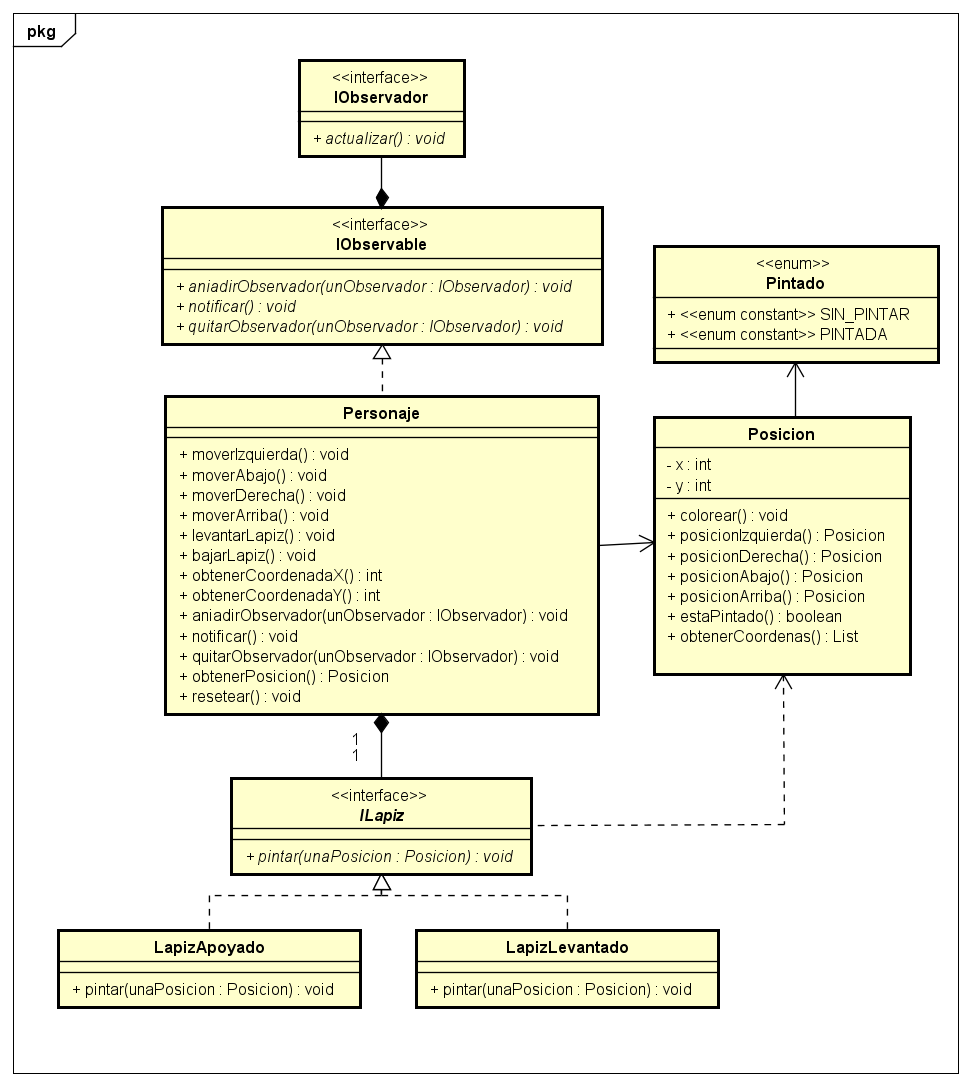 pkg
<<interface>>
IObservador
+ actualizar() : void
<<interface>>
IObservable
+ aniadirObservador(unObservador : IObservador) : void
+ notificar() : void
+ quitarObservador(unObservador : IObservador) : void
<<enum>>
Pintado
+ <<enum constant>> SIN_PINTAR
+ <<enum constant>> PINTADA
Personaje
+ moverIzquierda() : void
+ moverAbajo() : void
+ moverDerecha() : void
+ moverArriba() : void
+ levantarLapiz() : void
+ bajarLapiz() : void
+ obtenerCoordenadaX() : int
+ obtenerCoordenadaY() : int
+ aniadirObservador(unObservador : IObservador) : void
+ notificar() : void
+ quitarObservador(unObservador : IObservador) : void
+ obtenerPosicion() : Posicion
+ resetear() : void
Posicion
- x : int
- y : int
+ colorear() : void
+ posicionIzquierda() : Posicion
+ posicionDerecha() : Posicion
+ posicionAbajo() : Posicion
+ posicionArriba() : Posicion
+ estaPintado() : boolean
+ obtenerCoordenas() : List
1
1
<<interface>>
ILapiz
+ pintar(unaPosicion : Posicion) : void
LapizApoyado
+ pintar(unaPosicion : Posicion) : void
LapizLevantado
+ pintar(unaPosicion : Posicion) : void